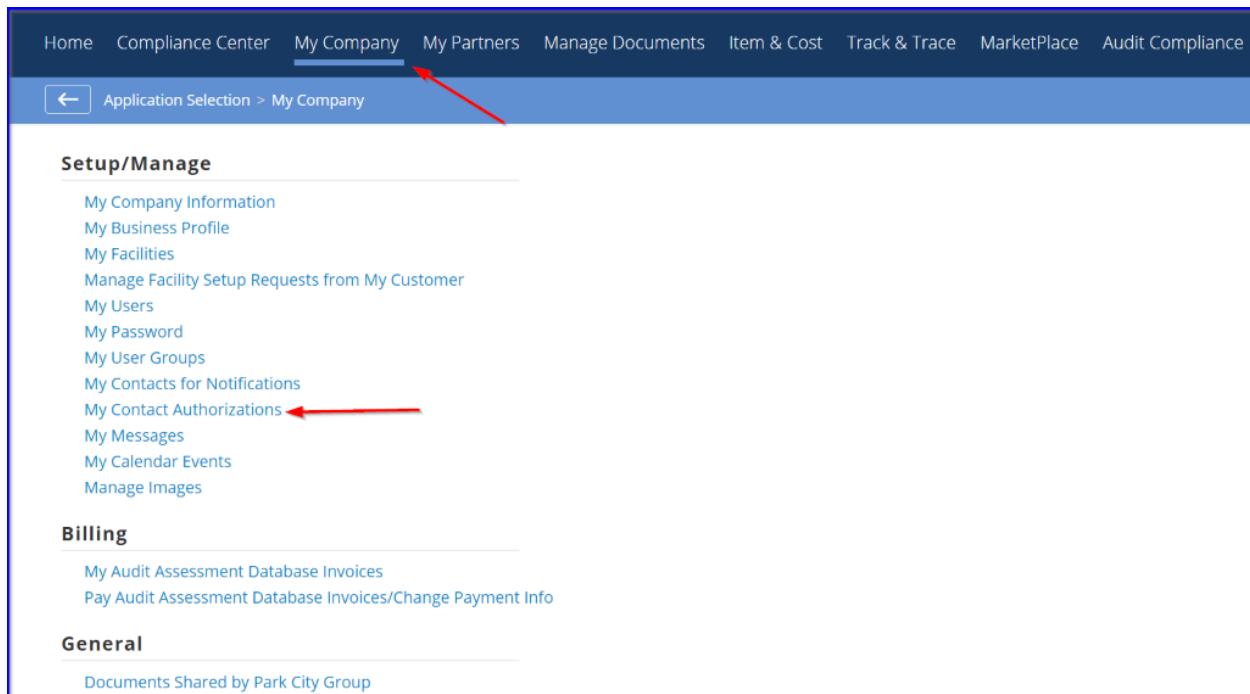 Home Compliance Center My Company My Partners Manage Documents Item & Cost Track & Trace MarketPlace Audit Compliance
Application Selection > My Company
Setup/Manage
My Company Information
My Business Profile
My Facilities
Manage Facility Setup Requests from My Customer
My Users
My Password
My User Groups
My Contacts for Notifications
My Contact Authorizations
My Messages
My Calendar Events
Manage Images
Billing
My Audit Assessment Database Invoices
Pay Audit Assessment Database Invoices/Change Payment Info
General
Documents Shared by Park City Group